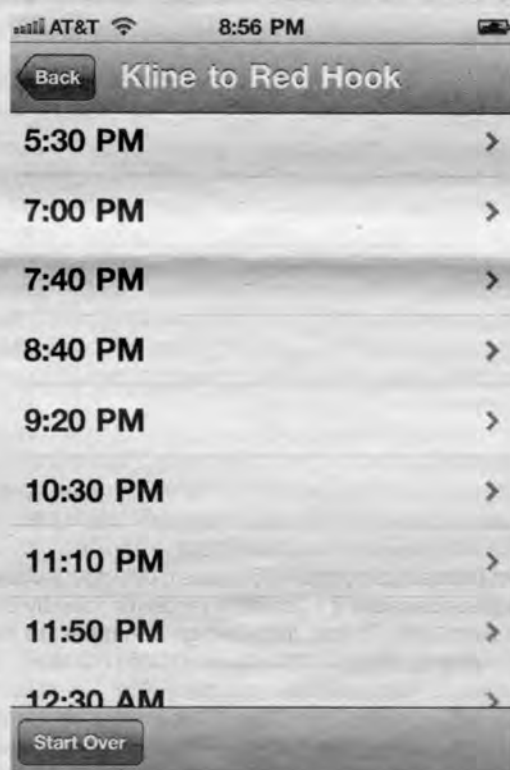 AT&T 8:56 PM
Back Kline to Red Hook
5:30 PM
7:00 PM
7:40 PM
8:40 PM
9:20 PM
10:30 PM
11:10 PM
11:50 PM
12:30 AM
Start Over